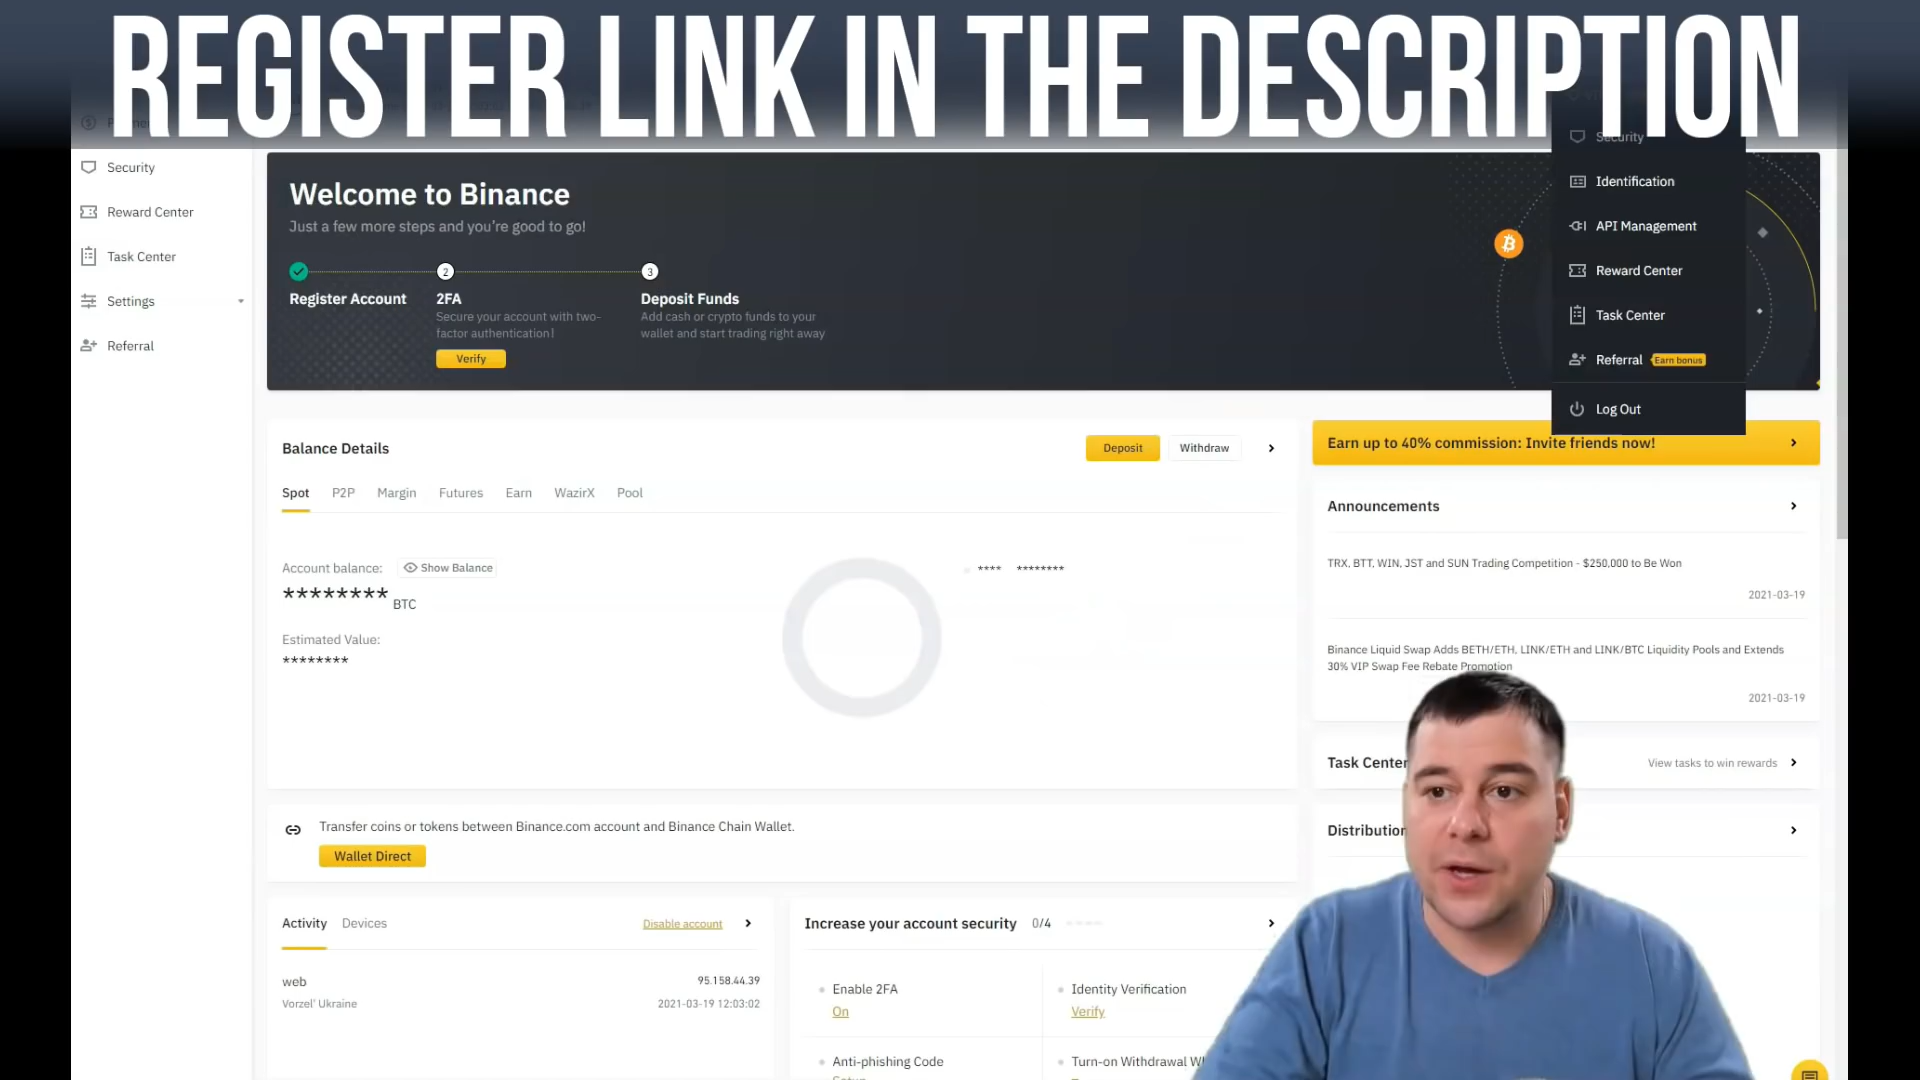 REGISTER LINK IN THE DESCRIPTION
Security
Reward Center
Task Center
Settings
Referral
Welcome to Binance
Just a few more steps and you're good to go!
2
3
Register Account
2FA
Secure your account with two-
factor authentication!
Verify
Deposit Funds
Add cash or crypto funds to your
wallet and start trading right away
Security
Identification
API Management
Reward Center
Task Center
Referral Earn bonus
Log Out
Balance Details
Deposit
Withdraw
Spot P2P Margin Futures Earn WazirX Pool
Account balance: Show Balance
******** BTC
Estimated Value:
********
**** ********
Earn up to 40% commission: Invite friends now!
Announcements
TRX, BTT, WIN, JST and SUN Trading Competition - $250,000 to Be Won
2021-03-19
Binance Liquid Swap Adds BETH/ETH, LINK/ETH and LINK/BTC Liquidity Pools and Extends
30% VIP Swap Fee Rebate Promotion
2021-03-19
Task Center
View tasks to win rewards
Distribution
Transfer coins or tokens between Binance.com account and Binance Chain Wallet.
Wallet Direct
Activity Devices
Disable account
web
95.158.44.39
Vorzel' Ukraine
2021-03-19 12:03:02
Increase your account security 0/4
Enable 2FA
On
Identity Verification
Verify
Anti-phishing Code
Turn-on Withdrawal